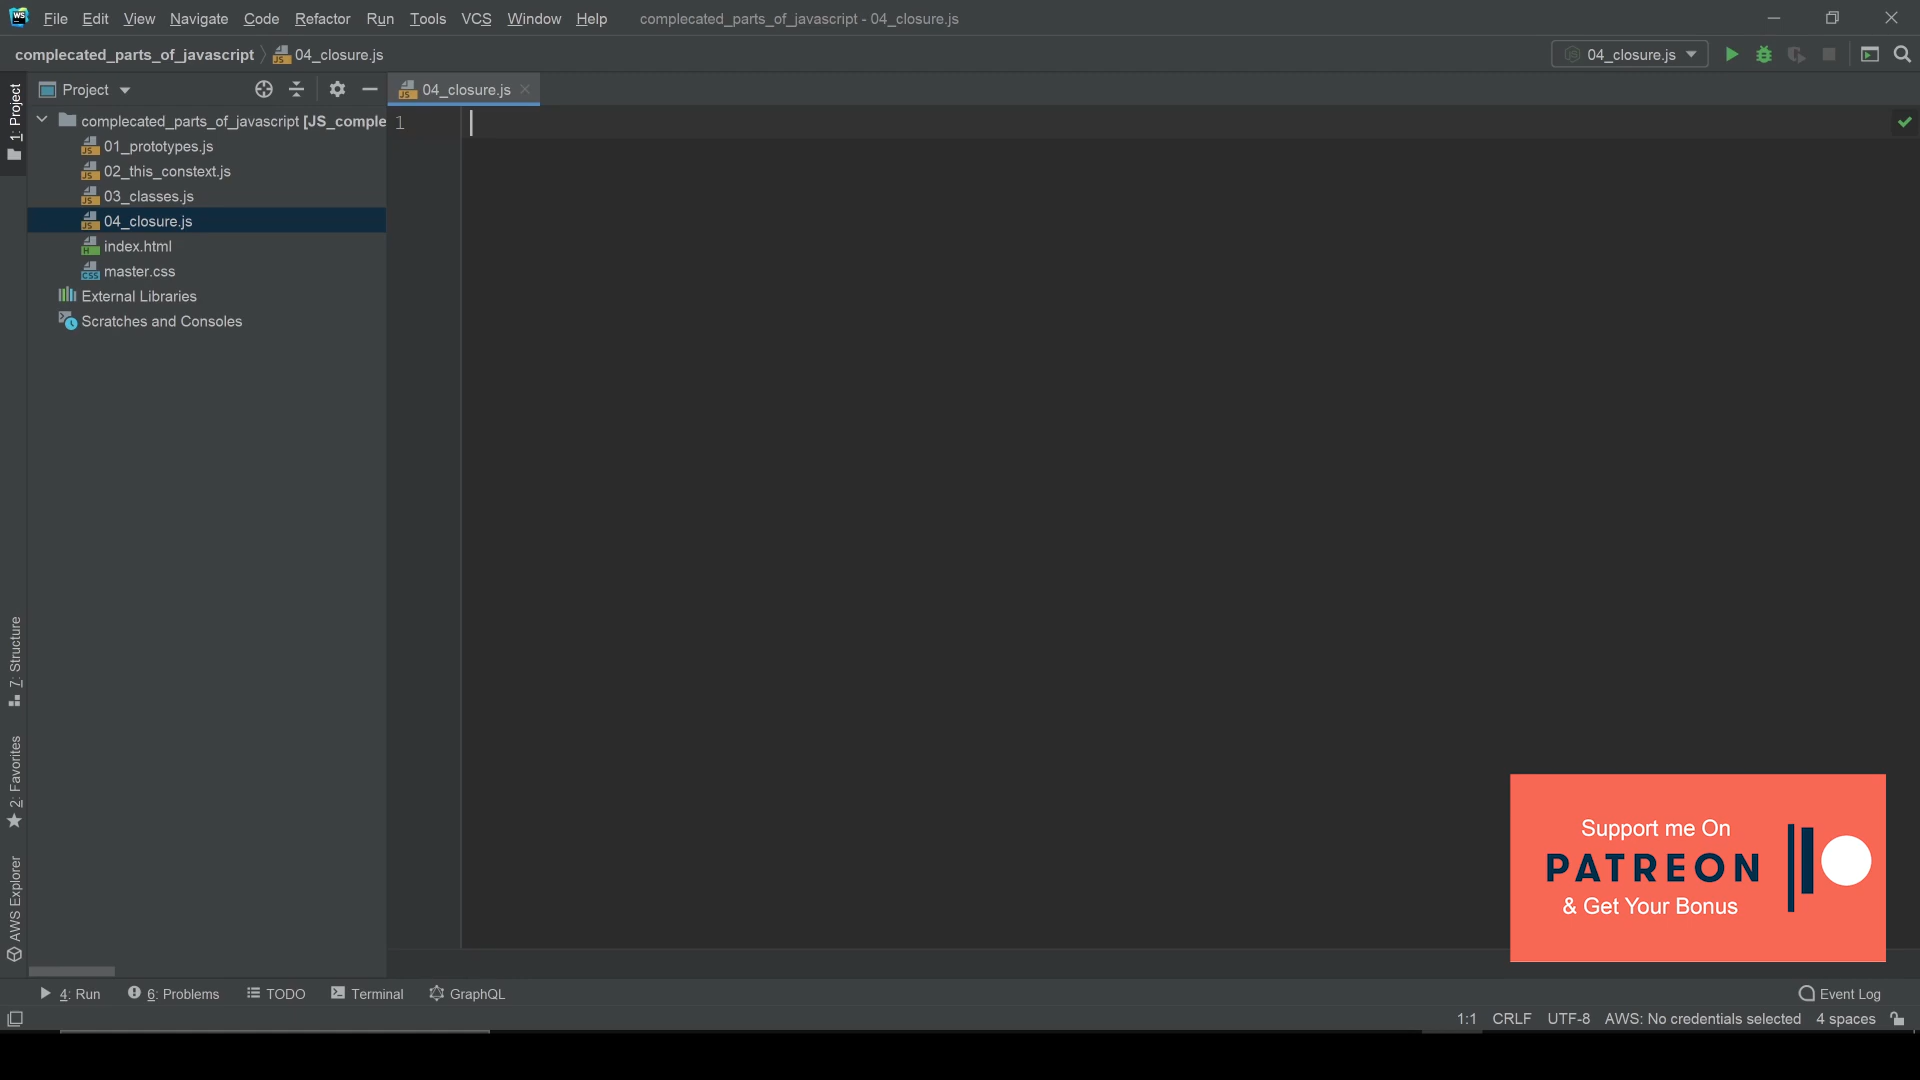 WS File Edit View Navigate Code Refactor Run Tools VCS Window Help complecated_parts_of_javascript - 04_closure.js
complecated_parts_of_javascript 04_closure.js 04_closure.js
1: Project
Project
complecated_parts_of_javascript [JS_comple
01_prototypes.js
02_this_constext.js
03_classes.js
04_closure.js
index.html
master.css
External Libraries
Scratches and Consoles
04_closure.js
1
7: Structure
2: Favorites
AWS Explorer
Support me On
PATREON
& Get Your Bonus
4: Run 6: Problems TODO Terminal GraphQL Event Log
1:1 CRLF UTF-8 AWS: No credentials selected 4 spaces